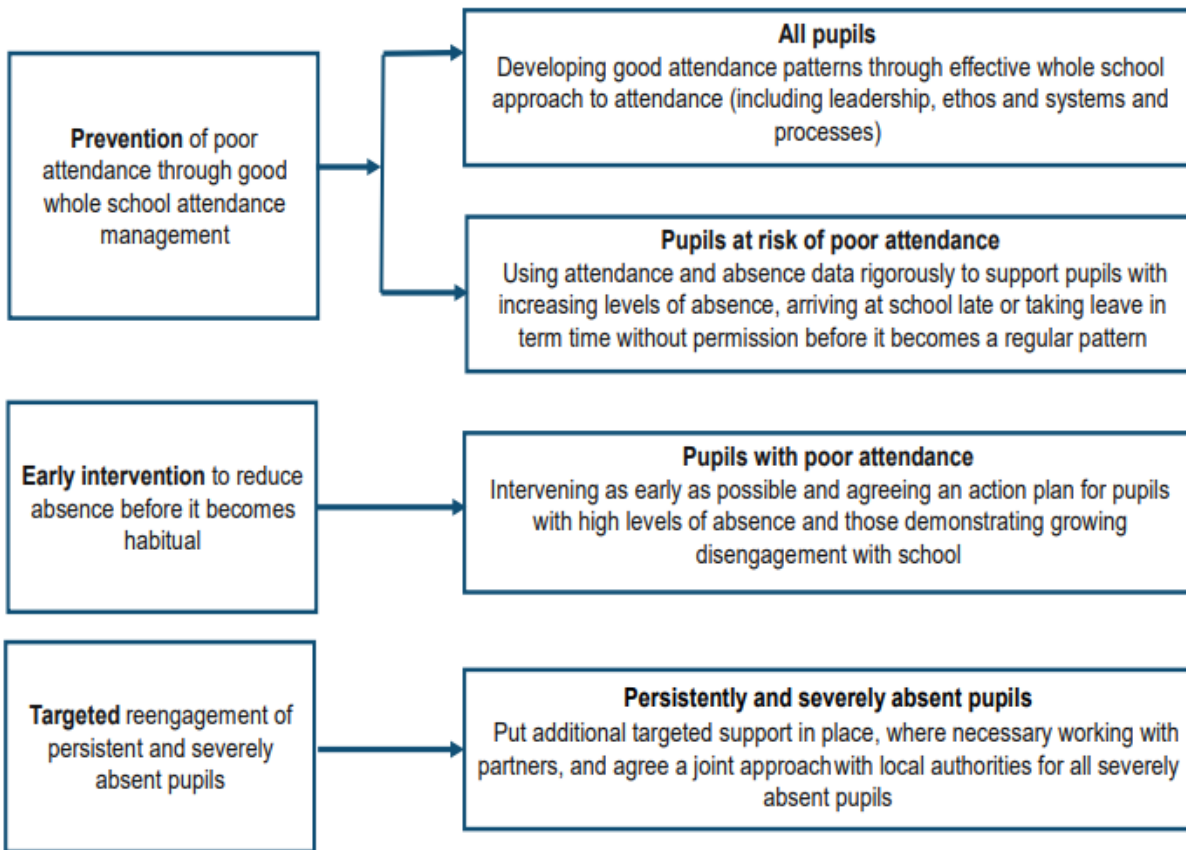 Prevention of poor
attendance through good
whole school attendance
management
All pupils
Developing good attendance patterns through effective whole school
approach to attendance (including leadership, ethos and systems and
processes)
Pupils at risk of poor attendance
Using attendance and absence data rigorously to support pupils with
increasing levels of absence, arriving at school late or taking leave in
term time without permission before it becomes a regular pattern
Early intervention to reduce
absence before it becomes
habitual
Pupils with poor attendance
Intervening as early as possible and agreeing an action plan for pupils
with high levels of absence and those demonstrating growing
disengagement with school
Targeted reengagement of
persistent and severely
absent pupils
Persistently and severely absent pupils
Put additional targeted support in place, where necessary working with
partners, and agree a joint approach with local authorities for all severely
absent pupils